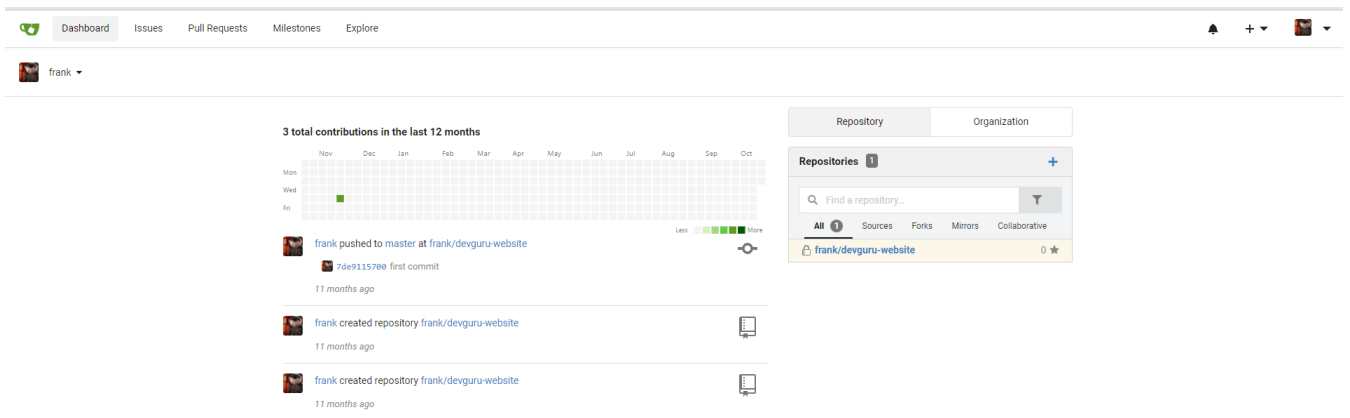 Dashboard Issues Pull Requests Milestones Explore
frank
3 total contributions in the last 12 months
Nov Dec Jan Feb Mar Apr May Jun Jul Aug Sep Oct
Mon
Wed
Fri
Less More
frank pushed to master at frank/devguru-website
7de9115700 first commit
11 months ago
frank created repository frank/devguru-website
11 months ago
frank created repository frank/devguru-website
11 months ago
Repository Organization
Repositories 1
Find a repository...
All 1 Sources Forks Mirrors Collaborative
frank/devguru-website 0